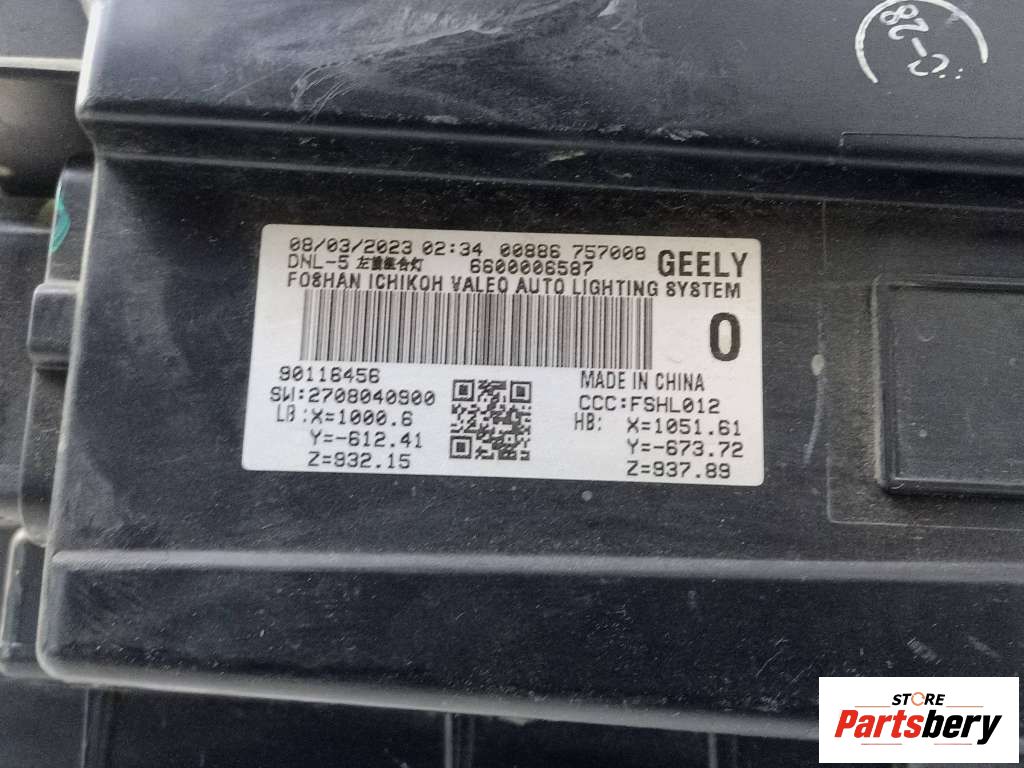 08/03/2023 02:34 00886 757008
DNL-5 左前组合灯 6600006587
GEELY
FOSHAN ICHIKOH VALEO AUTO LIGHTING SYSTEM
0
90116456
SW:2708040900
LB:X=1000.6
Y=-612.41
Z=932.15
MADE IN CHINA
CCC:FSHL012
HB: X=1051.61
Y=-673.72
Z=937.89
STORE
Partsbery